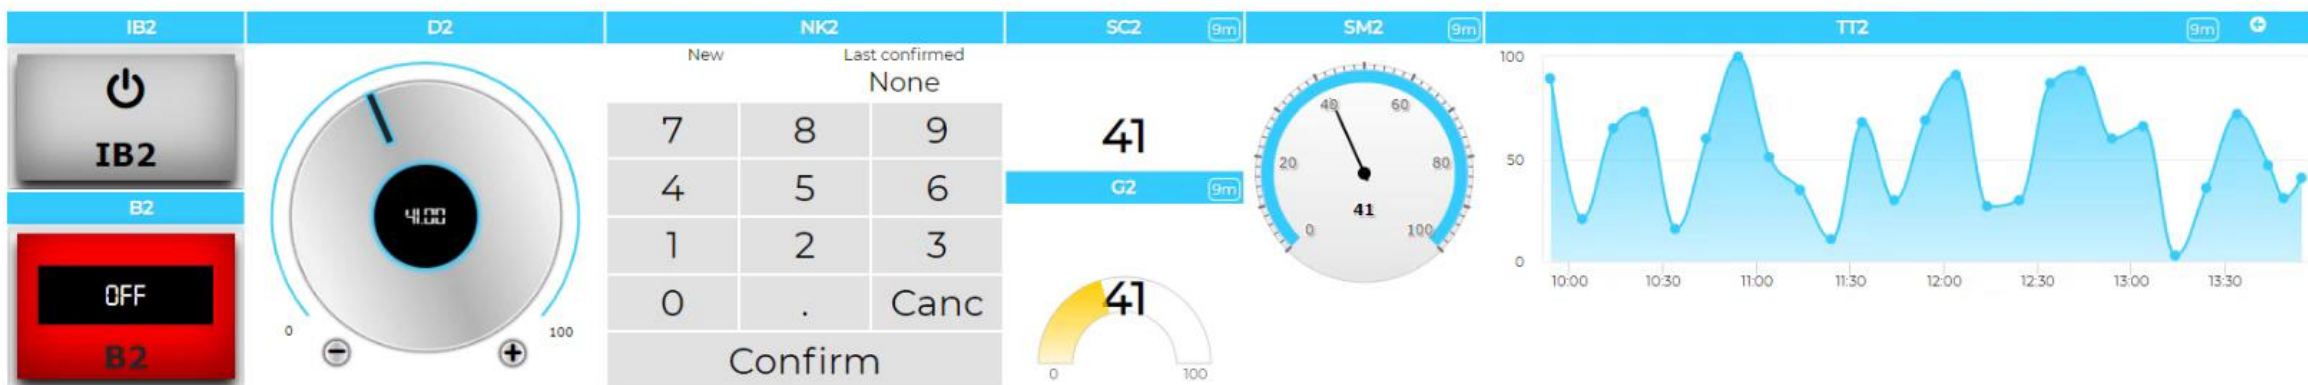 IB2
IB2
B2
OFF
B2
D2
41.00
0
100
NK2
New
Last confirmed
None
7 8 9
4 5 6
1 2 3
0 . Canc
Confirm
SC2 9m
41
G2 9m
41
0 100
SM2 9m
40 60
20 80
41
0 100
TT2 9m
100
50
0
10:00 10:30 11:00 11:30 12:00 12:30 13:00 13:30